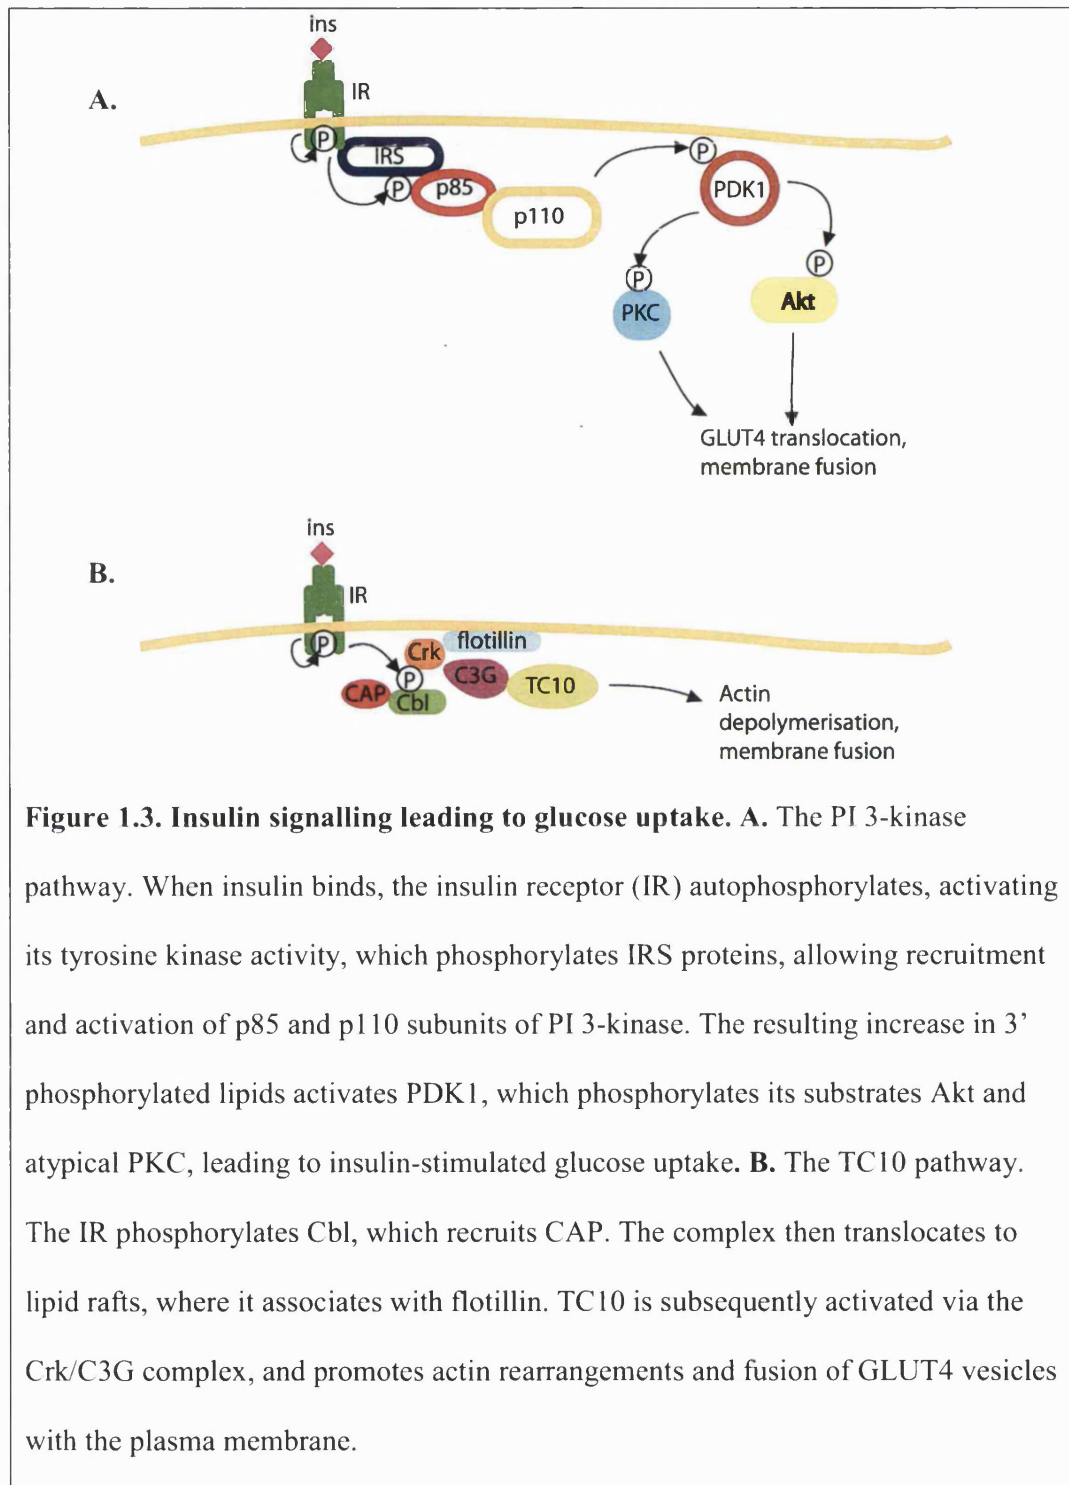 ins
A.
IR
P
IRS
P
p85
p110
P
PDK1
P
PKC
P
Akt
GLUT4 translocation,
membrane fusion
ins
B.
IR
P
Crk
flotillin
P
CAP
Cbl
C3G
TC10
Actin
depolymerisation,
membrane fusion
Figure 1.3. Insulin signalling leading to glucose uptake. A. The PI 3-kinase
pathway. When insulin binds, the insulin receptor (IR) autophosphorylates, activating
its tyrosine kinase activity, which phosphorylates IRS proteins, allowing recruitment
and activation of p85 and p110 subunits of PI 3-kinase. The resulting increase in 3’
phosphorylated lipids activates PDK1, which phosphorylates its substrates Akt and
atypical PKC, leading to insulin-stimulated glucose uptake. B. The TC10 pathway.
The IR phosphorylates Cbl, which recruits CAP. The complex then translocates to
lipid rafts, where it associates with flotillin. TC10 is subsequently activated via the
Crk/C3G complex, and promotes actin rearrangements and fusion of GLUT4 vesicles
with the plasma membrane.